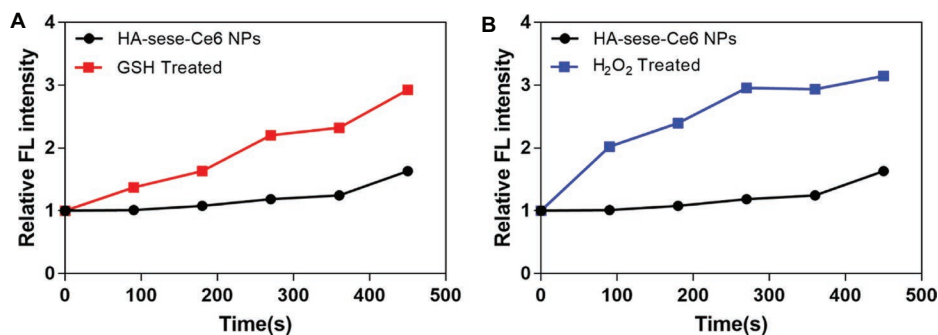 A
HA-sese-Ce6 NPs
GSH Treated
Relative FL intensity
4
3
2
1
0
0 100 200 300 400 500
Time(s)
B
HA-sese-Ce6 NPs
H₂O₂ Treated
Relative FL intensity
4
3
2
1
0
0 100 200 300 400 500
Time(s)